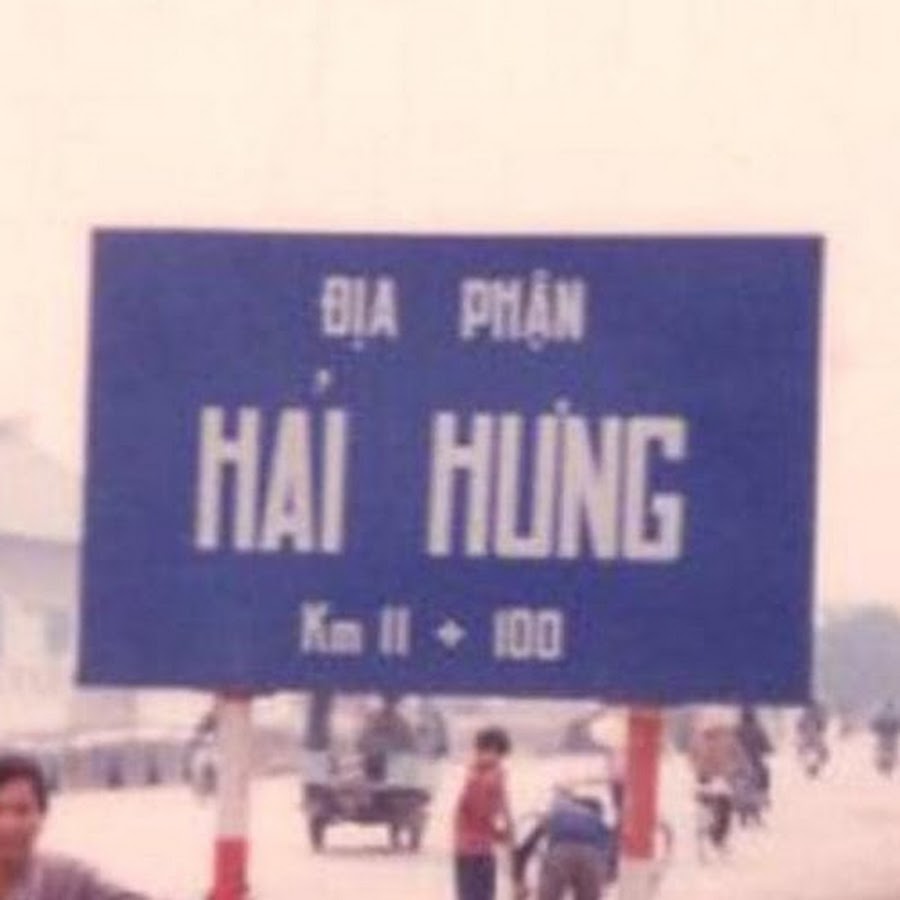 ĐỊA PHẬN
HẢI HƯNG
Km 11 + 100